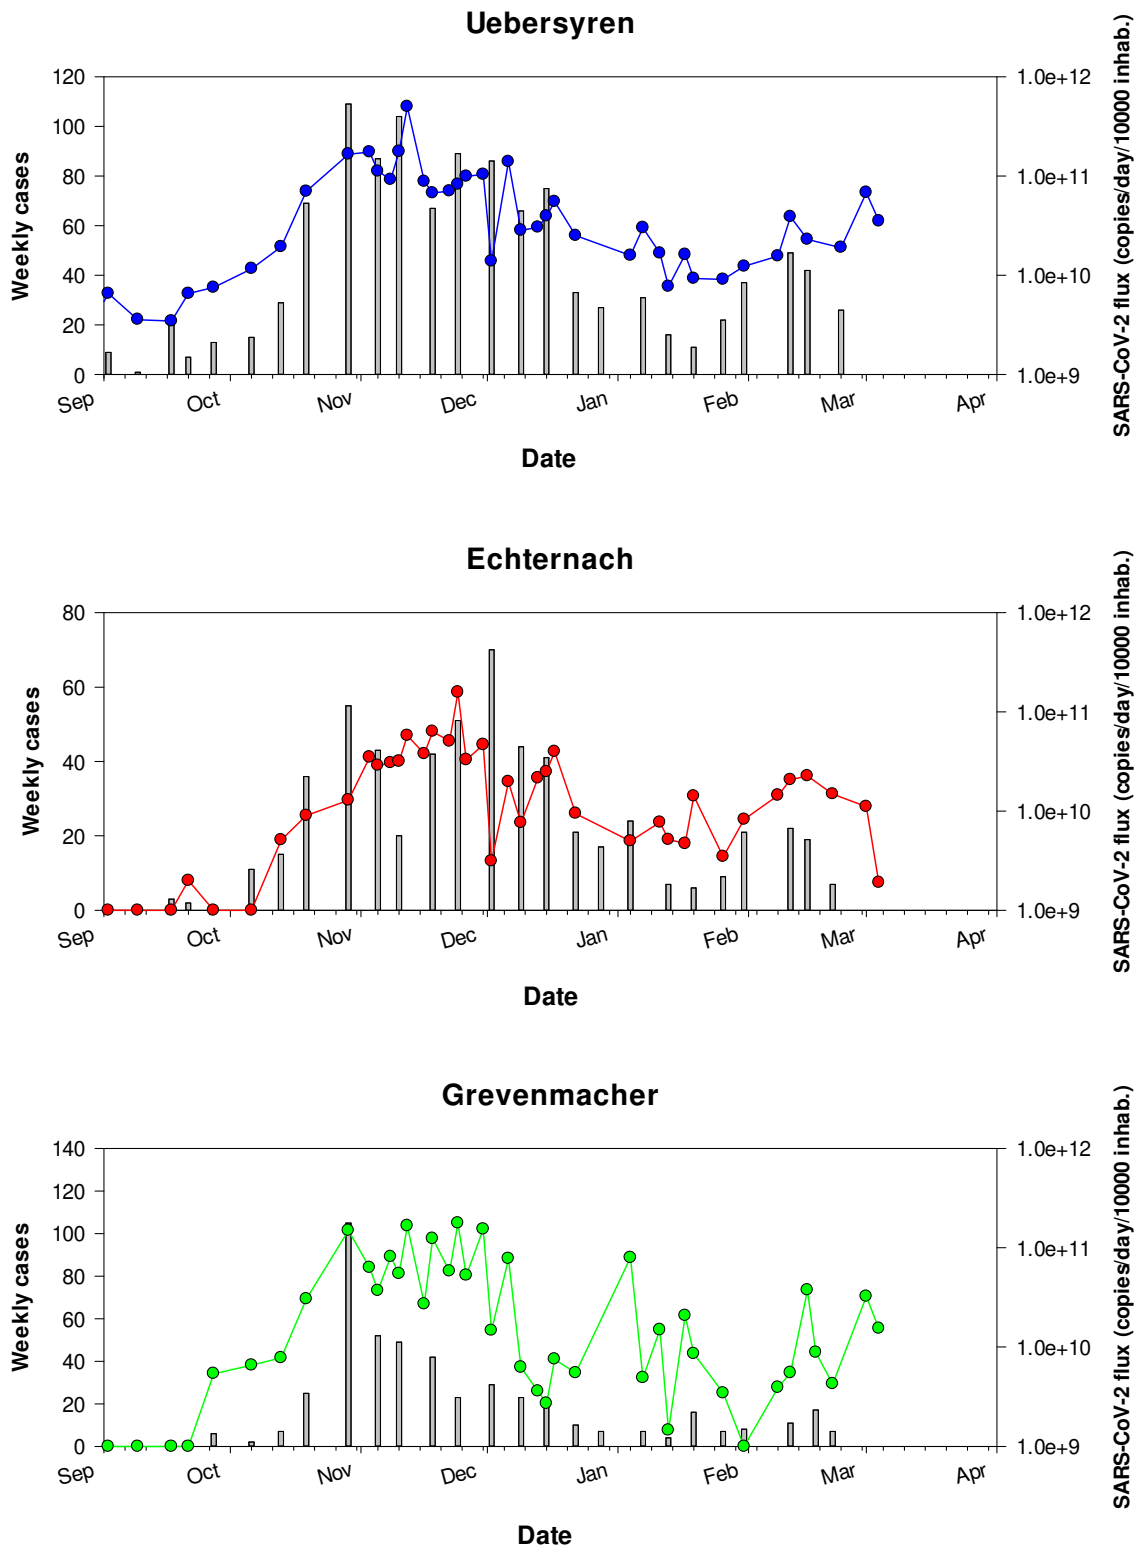 Uebersyren
Weekly cases
SARS-CoV-2 flux (copies/day/10000 inhab.)
120
100
80
60
40
20
0
1.0e+12
1.0e+11
1.0e+10
1.0e+9
Sep Oct Nov Dec Jan Feb Mar Apr
Date
Echternach
Weekly cases
SARS-CoV-2 flux (copies/day/10000 inhab.)
80
60
40
20
0
1.0e+12
1.0e+11
1.0e+10
1.0e+9
Sep Oct Nov Dec Jan Feb Mar Apr
Date
Grevenmacher
Weekly cases
SARS-CoV-2 flux (copies/day/10000 inhab.)
140
120
100
80
60
40
20
0
1.0e+12
1.0e+11
1.0e+10
1.0e+9
Sep Oct Nov Dec Jan Feb Mar Apr
Date